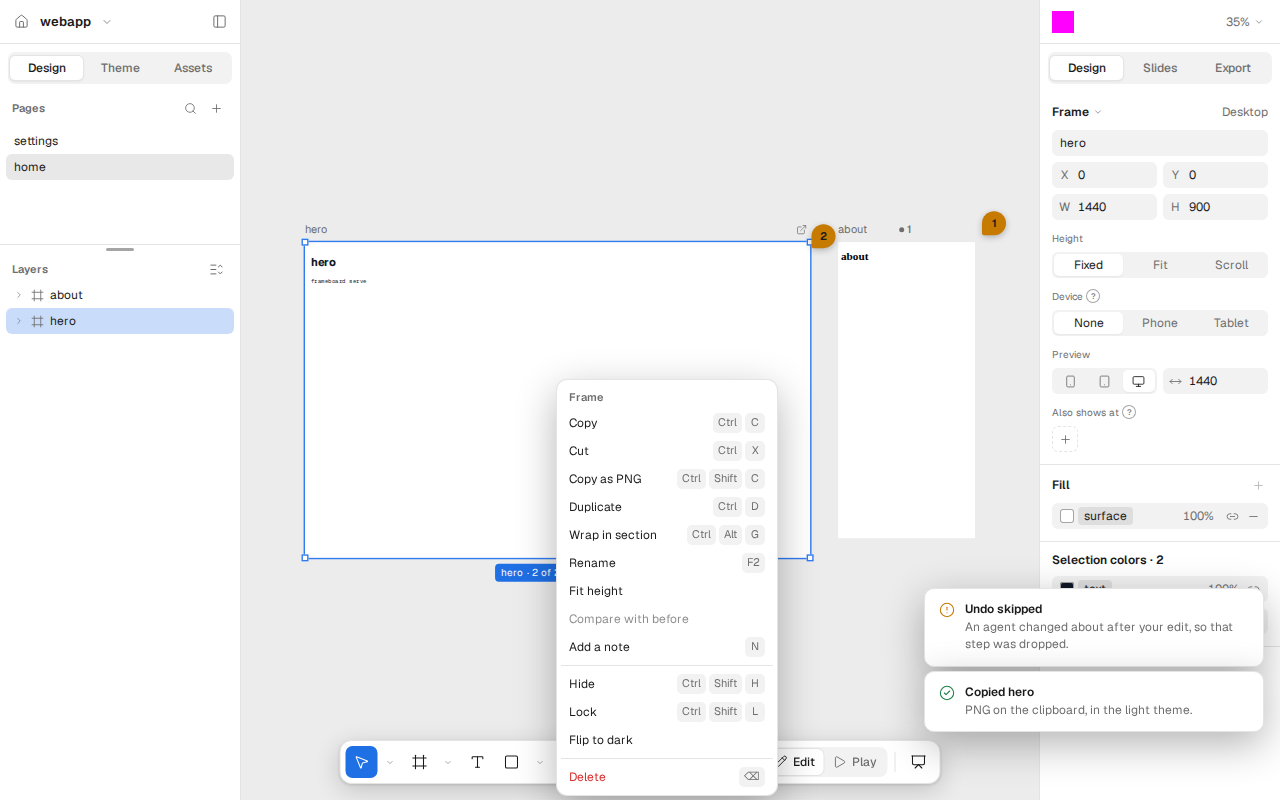 webapp
Design
Theme
Assets
Pages
settings
home
Layers
about
hero
hero
2
about
1
1
hero
frameboard serve
about
hero · 2 of
Frame
Copy Ctrl C
Cut Ctrl X
Copy as PNG Ctrl Shift C
Duplicate Ctrl D
Wrap in section Ctrl Alt G
Rename F2
Fit height
Compare with before
Add a note N
Hide Ctrl Shift H
Lock Ctrl Shift L
Flip to dark
Delete ⌫
Edit
Play
35%
Design
Slides
Export
Frame
Desktop
hero
X 0
Y 0
W 1440
H 900
Height
Fixed
Fit
Scroll
Device ?
None
Phone
Tablet
Preview
1440
Also shows at ?
Fill
surface 100%
Selection colors · 2
text 100%
Undo skipped
An agent changed about after your edit, so that
step was dropped.
Copied hero
PNG on the clipboard, in the light theme.